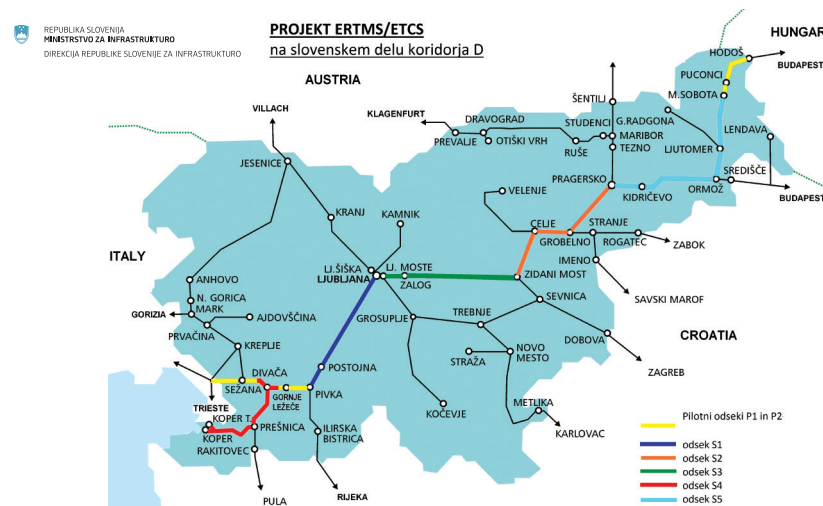 REPUBLIKA SLOVENIJA
MINISTRSTVO ZA INFRASTRUKTURO
DIREKCIJA REPUBLIKE SLOVENIJE ZA INFRASTRUKTURO
PROJEKT ERTMS/ETCS
na slovenskem delu koridorja D
HUNGAR
HODOŠ
BUDAPEST
PUCONCI
M.SOBOTA
AUSTRIA
VILLACH
KLAGENFURT
ŠENTILJ
DRAVOGRAD
STUDENCI
G.RADGONA
LENDAVA
PREVALJE
OTIŠKI VRH
MARIBOR
RUŠE
TEZNO
LJUTOMER
JESENICE
PRAGERSKO
SREDIŠČE
VELENJE
KIDRIČEVO
ORMOŽ
BUDAPEST
KRANJ
KAMNIK
CELJE
STRANJE
GROBELNO
ROGATEC
ZABOK
ITALY
LJ.ŠIŠKA
LJ. MOSTE
IMENO
LJUBLJANA
ZALOG
ZIDANI MOST
ANHOVO
SAVSKI MAROF
N. GORICA
MARK
SEVNICA
GORIZIA
AJDOVŠČINA
GROSUPLJE
TREBNJE
PRVAČINA
DOBOVA
CROATIA
KREPLJE
NOVO
MESTO
STRAŽA
ZAGREB
POSTOJNA
DIVAČA
SEŽANA
GORNJE
LEŽEČE
PIVKA
TRIESTE
KOČEVJE
METLIKA
KOPER T.
KOPER
PREŠNICA
ILIRSKA
BISTRICA
KARLOVAC
RAKITOVEC
PULA
RIJEKA
Pilotni odseki P1 in P2
odsek S1
odsek S2
odsek S3
odsek S4
odsek S5